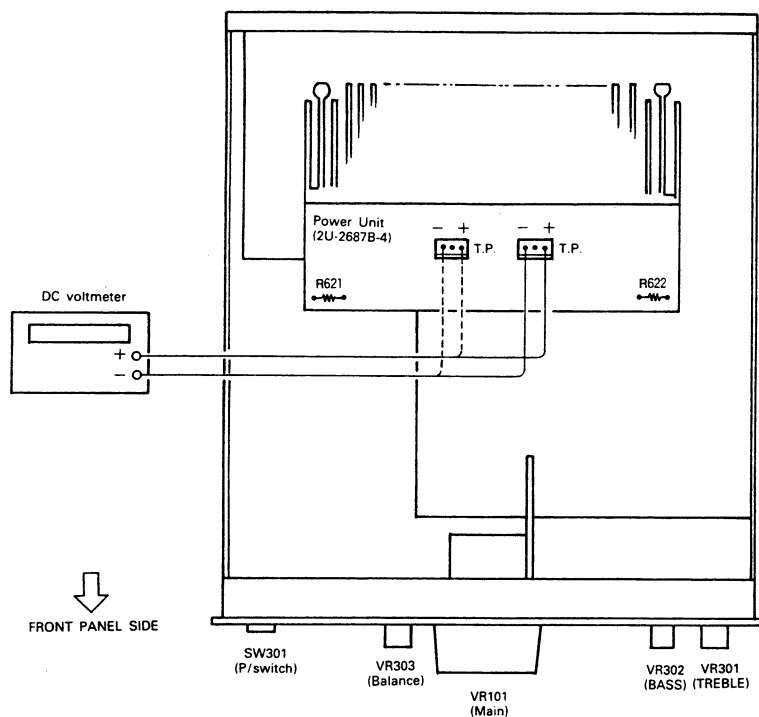 Power Unit
(2U-2687B-4)
- +
T.P.
- +
T.P.
R621
R622
DC voltmeter
+
-
FRONT PANEL SIDE
SW301
(P/switch)
VR303
(Balance)
VR101
(Main)
VR302
(BASS)
VR301
(TREBLE)